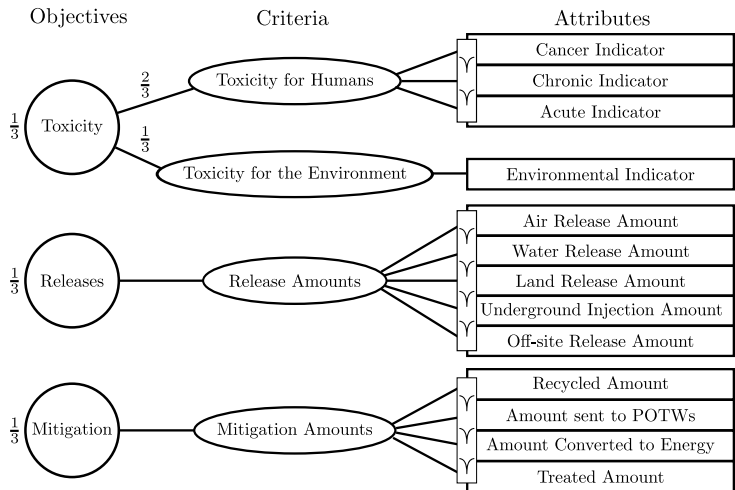 Objectives
Criteria
Attributes
1/3
Toxicity
2/3
Toxicity for Humans
Cancer Indicator
Chronic Indicator
Acute Indicator
1/3
Toxicity for the Environment
Environmental Indicator
1/3
Releases
Release Amounts
Air Release Amount
Water Release Amount
Land Release Amount
Underground Injection Amount
Off-site Release Amount
1/3
Mitigation
Mitigation Amounts
Recycled Amount
Amount sent to POTWs
Amount Converted to Energy
Treated Amount